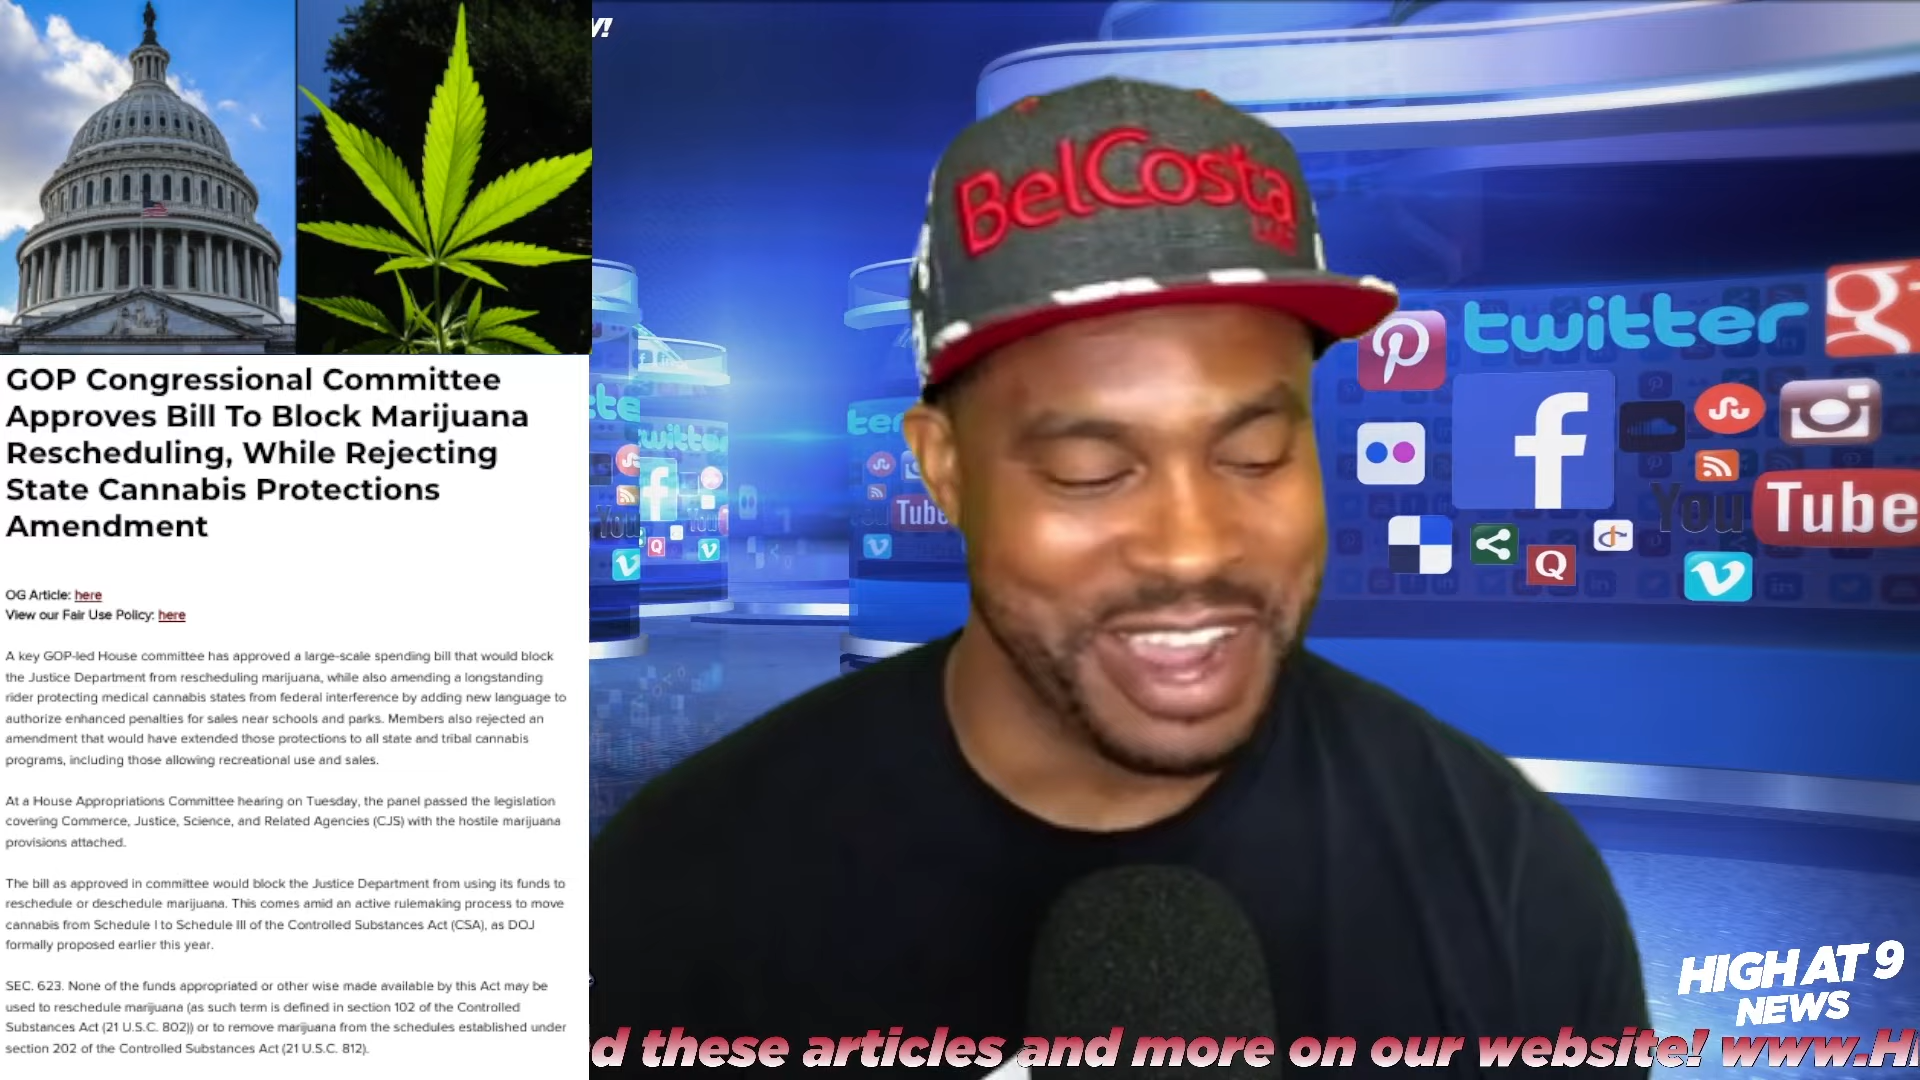 GOP Congressional Committee
Approves Bill To Block Marijuana
Rescheduling, While Rejecting
State Cannabis Protections
Amendment
OG Article: here
View our Fair Use Policy: here
A key GOP-led House committee has approved a large-scale spending bill that would block
the Justice Department from rescheduling marijuana, while also amending a longstanding
rider protecting medical cannabis states from federal interference by adding new language to
authorize enhanced penalties for sales near schools and parks. Members also rejected an
amendment that would have extended those protections to all state and tribal cannabis
programs, including those allowing recreational use and sales.
At a House Appropriations Committee hearing on Tuesday, the panel passed the legislation
covering Commerce, Justice, Science, and Related Agencies (CJS) with the hostile marijuana
provisions attached.
The bill as approved in committee would block the Justice Department from using its funds to
reschedule or deschedule marijuana. This comes amid an active rulemaking process to move
cannabis from Schedule I to Schedule III of the Controlled Substances Act (CSA), as DOJ
formally proposed earlier this year.
SEC. 623. None of the funds appropriated or other wise made available by this Act may be
used to reschedule marijuana (as such term is defined in section 102 of the Controlled
Substances Act (21 U.S.C. 802)) or to remove marijuana from the schedules established under
section 202 of the Controlled Substances Act (21 U.S.C. 812).
BelCosta
twitter
g+
f
You Tube
Q
twitter
f
Tube
HIGH AT 9
NEWS
d these articles and more on our website! www.HI